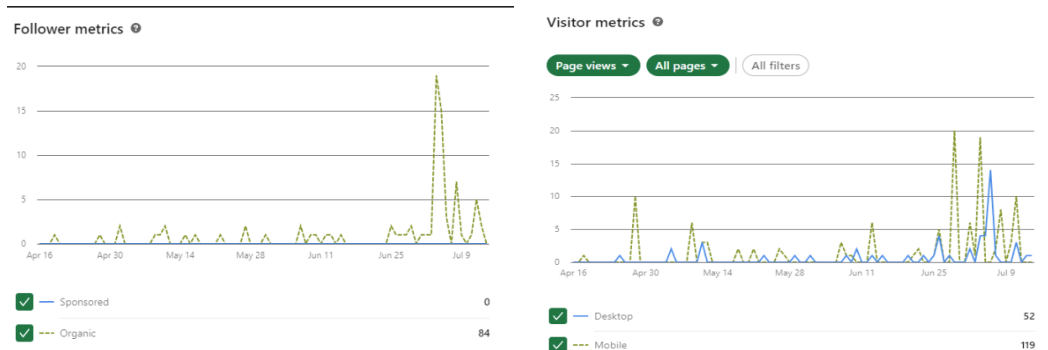 Follower metrics
20
15
10
5
0
Apr 16 Apr 30 May 14 May 28 Jun 11 Jun 25 Jul 9
Sponsored 0
Organic 84
Visitor metrics
Page views All pages All filters
25
20
15
10
5
0
Apr 16 Apr 30 May 14 May 28 Jun 11 Jun 25 Jul 9
Desktop 52
Mobile 119